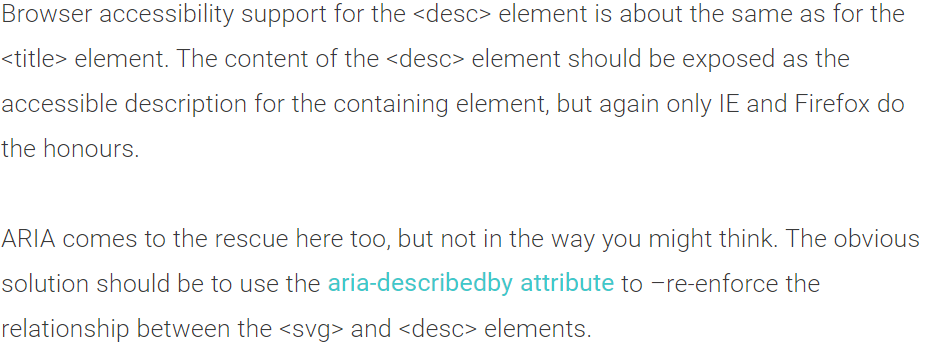 Browser accessibility support for the <desc> element is about the same as for the
<title> element. The content of the <desc> element should be exposed as the
accessible description for the containing element, but again only IE and Firefox do
the honours.
ARIA comes to the rescue here too, but not in the way you might think. The obvious
solution should be to use the aria-describedby attribute to –re-enforce the
relationship between the <svg> and <desc> elements.